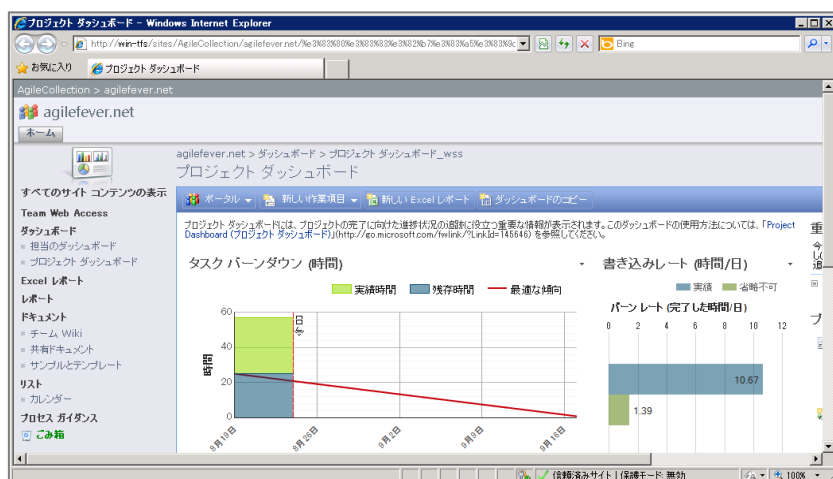 プロジェクト ダッシュボード - Windows Internet Explorer
http://win-tfs/sites/AgileCollection/agilefever.net/%e3%83%80%e3%83%83%e3%82%b7%e3%83%a5%e3%83%9c
Bing
お気に入り
プロジェクト ダッシュボード
AgileCollection > agilefever.net
agilefever.net
ホーム
agilefever.net > ダッシュボード > プロジェクト ダッシュボード_wss
プロジェクト ダッシュボード
すべてのサイト コンテンツの表示
Team Web Access
ダッシュボード
担当のダッシュボード
プロジェクト ダッシュボード
Excel レポート
レポート
ドキュメント
チーム Wiki
共有ドキュメント
サンプルとテンプレート
リスト
カレンダー
プロセス ガイダンス
ごみ箱
ポータル
新しい作業項目
新しい Excel レポート
ダッシュボードのコピー
プロジェクト ダッシュボードには、プロジェクトの完了に向けた進捗状況の追跡に役立つ重要な情報が表示されます。このダッシュボードの使用方法については、「Project
Dashboard (プロジェクト ダッシュボード)」(http://go.microsoft.com/fwlink/?LinkId=145646) を参照してください。
タスク バーンダウン (時間)
実績時間 残存時間 最適な傾向
60
40
20
0
時間
8月19日
8月26日
9月2日
9月9日
9月16日
書き込みレート (時間/日)
実績 省略不可
バーン レート (完了した時間/日)
0 2 4 6 8 10 12
10.67
1.39
重
今
プ
信頼済みサイト | 保護モード: 無効
100%